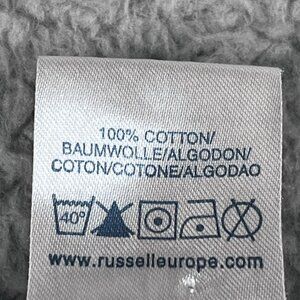 100% COTTON/
BAUMWOLLE/ALGODON/
COTON/COTONE/ALGODAO
40°
www.russelleurope.com